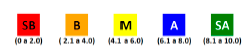 SB B M A SA
(0 a 2.0) ( 2.1 a 4.0) (4.1 a 6.0) (6.1 a 8.0) (8.1 a 10.0)